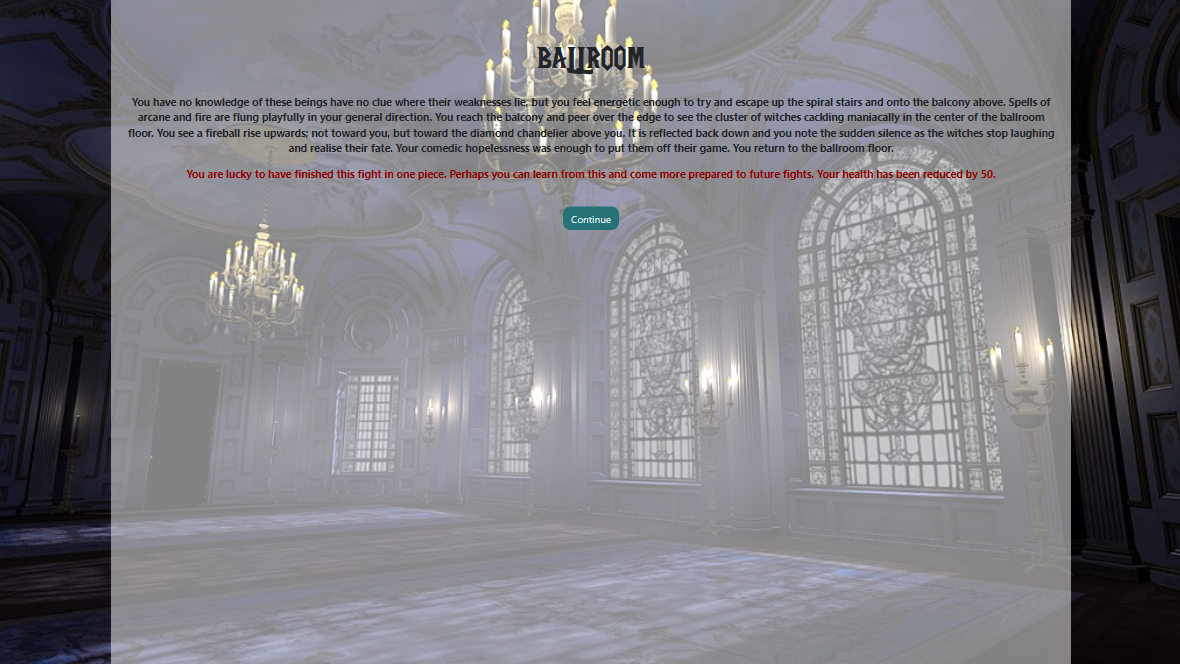 BALLROOM
You have no knowledge of these beings have no clue where their weaknesses lie, but you feel energetic enough to try and escape up the spiral stairs and onto the balcony above. Spells of
arcane and fire are flung playfully in your general direction. You reach the balcony and peer over the edge to see the cluster of witches cackling maniacally in the center of the ballroom
floor. You see a fireball rise upwards; not toward you, but toward the diamond chandelier above you. It is reflected back down and you note the sudden silence as the witches stop laughing
and realise their fate. Your comedic hopelessness was enough to put them off their game. You return to the ballroom floor.
You are lucky to have finished this fight in one piece. Perhaps you can learn from this and come more prepared to future fights. Your health has been reduced by 50.
Continue